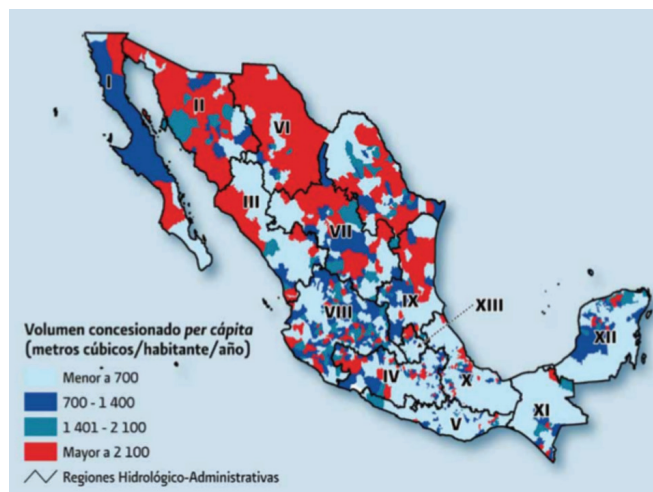 I
II
VI
III
VII
IX
XIII
VIII
XII
IV
X
V
XI
Volumen concesionado per cápita
(metros cúbicos/habitante/año)
Menor a 700
700 - 1 400
1 401 - 2 100
Mayor a 2 100
Regiones Hidrológico-Administrativas